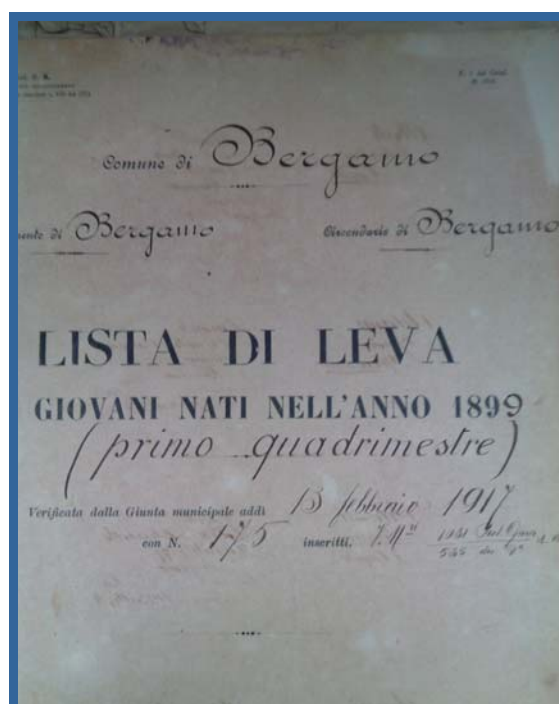 Comune di Bergamo
di Bergamo Circondario di Bergamo
LISTA DI LEVA
GIOVANI NATI NELL'ANNO 1899
(primo quadrimestre)
Verificata dalla Giunta municipale addì 13 febbraio 1917
con N. 175 inscritti.